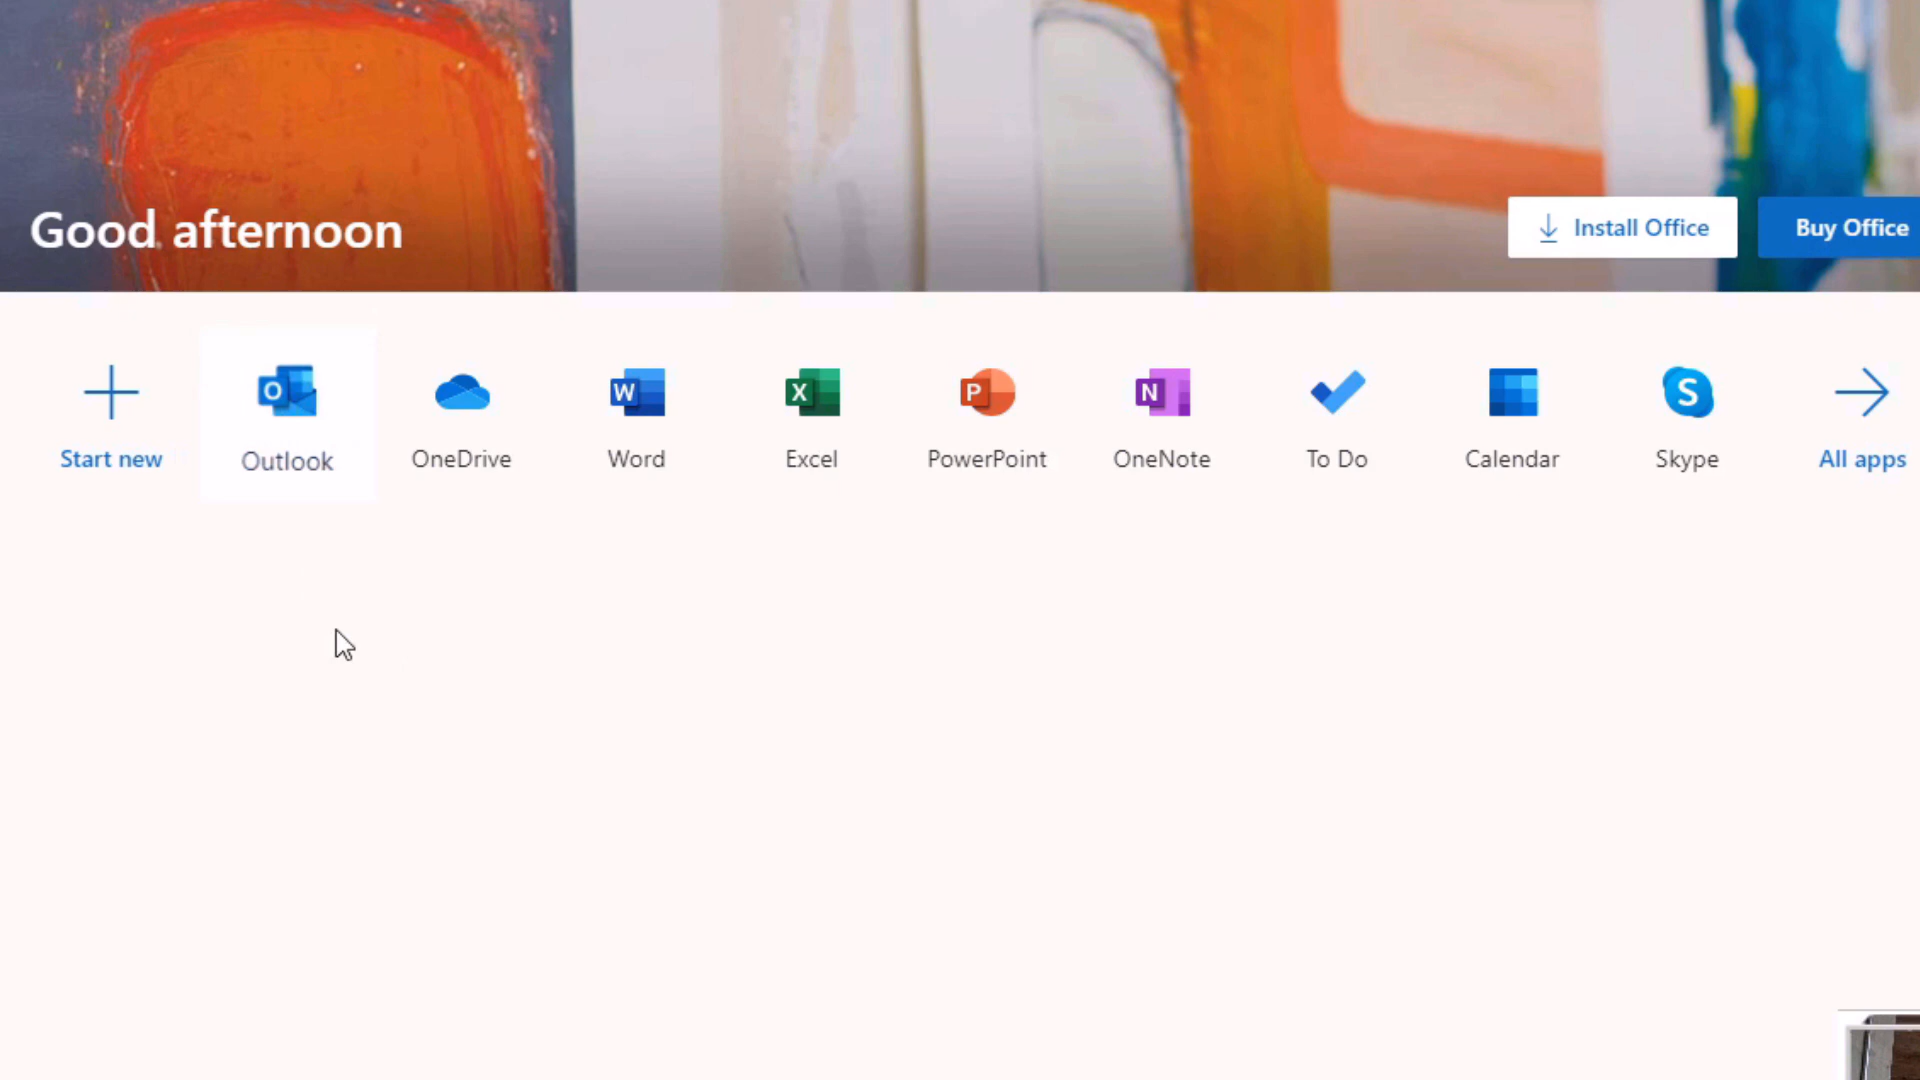 Good afternoon
Install Office
Buy Office
Start new
Outlook
OneDrive
Word
Excel
PowerPoint
OneNote
To Do
Calendar
Skype
All apps